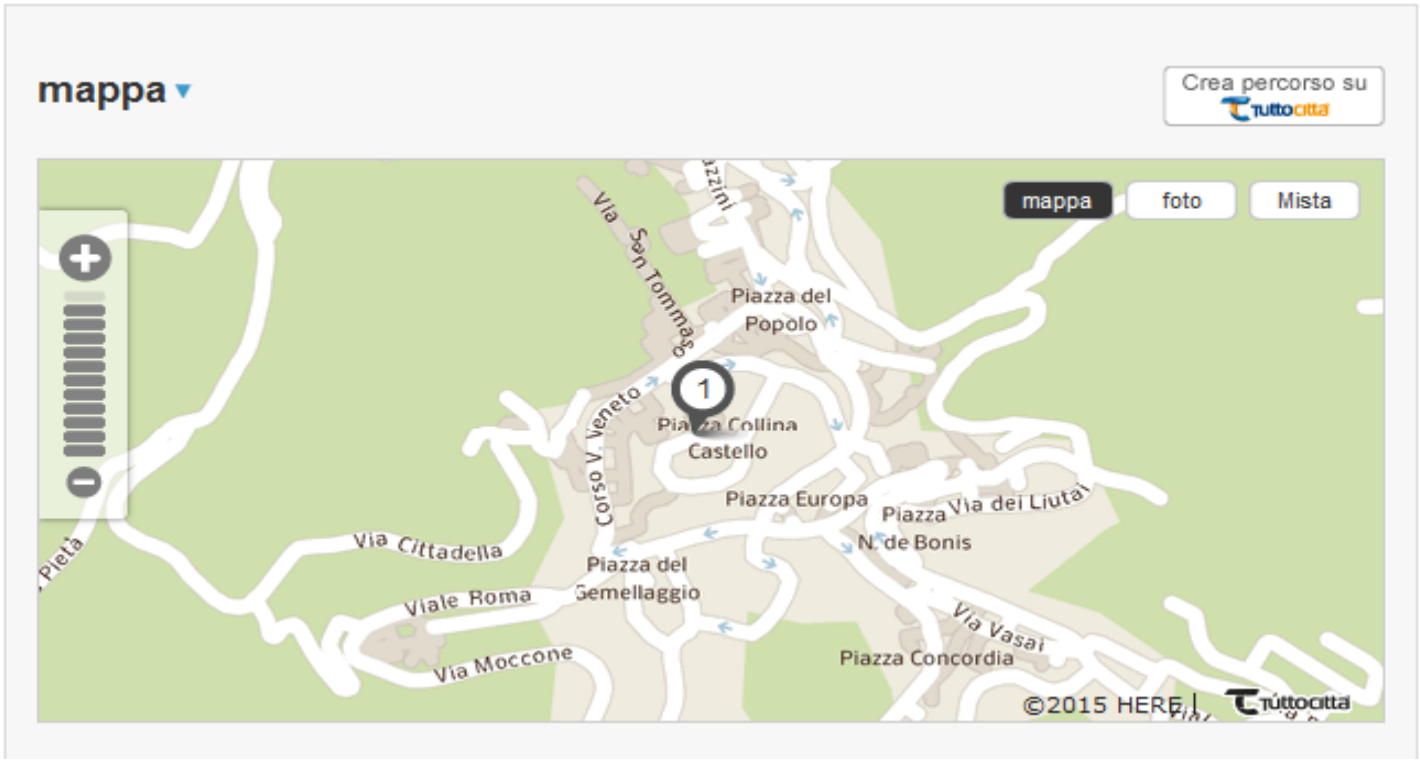 mappa
Crea percorso su
Tuttocittà
azzini
mappa
foto
Mista
Via San Tommaso
Piazza del
Popolo
1
Corso V. Veneto
Piazza Collina
Castello
Piazza Europa
Piazza
N. de Bonis
Via dei Liutai
Via Cittadella
Pietà
Piazza del
Gemellaggio
Viale Roma
Via Moccone
Via Vasai
Piazza Concordia
©2015 HERE |
Tuttocittà